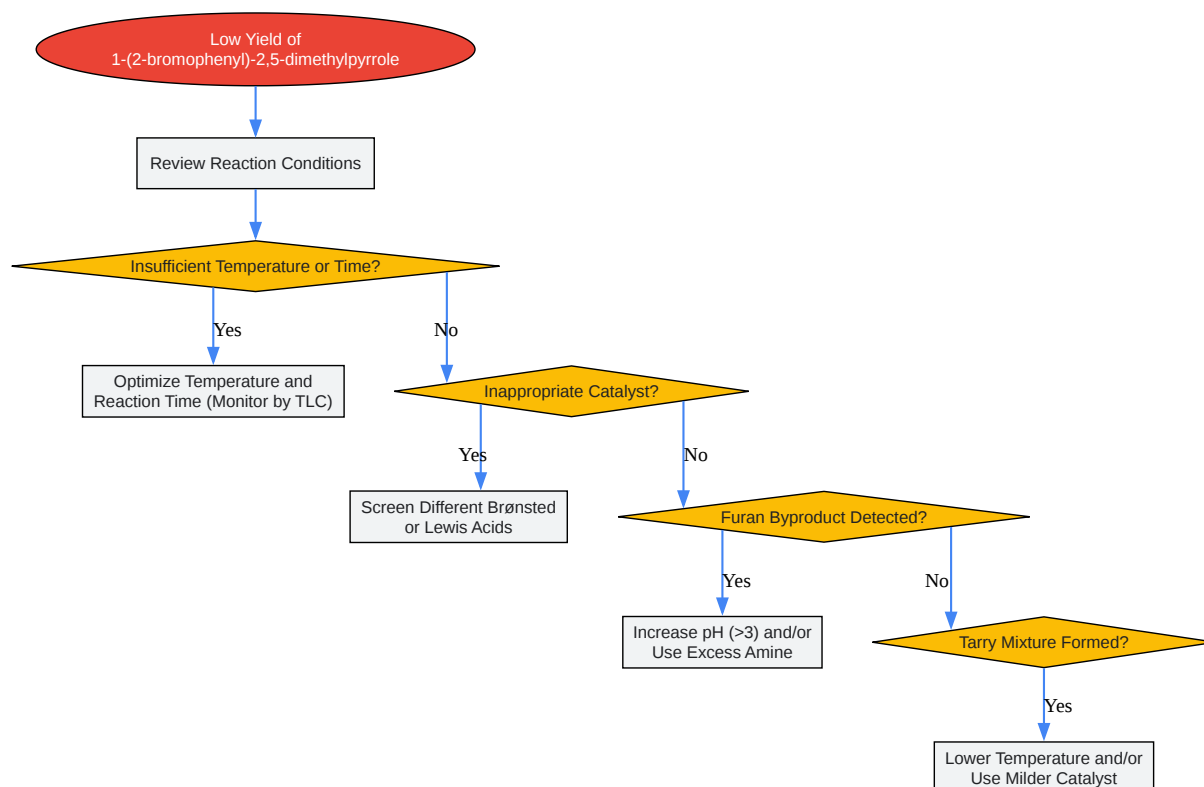 Low Yield of
1-(2-bromophenyl)-2,5-dimethylpyrrole
Review Reaction Conditions
Insufficient Temperature or Time?
Yes
No
Optimize Temperature and
Reaction Time (Monitor by TLC)
Inappropriate Catalyst?
Yes
No
Screen Different Brønsted
or Lewis Acids
Furan Byproduct Detected?
Yes
No
Increase pH (>3) and/or
Use Excess Amine
Tarry Mixture Formed?
Yes
Lower Temperature and/or
Use Milder Catalyst